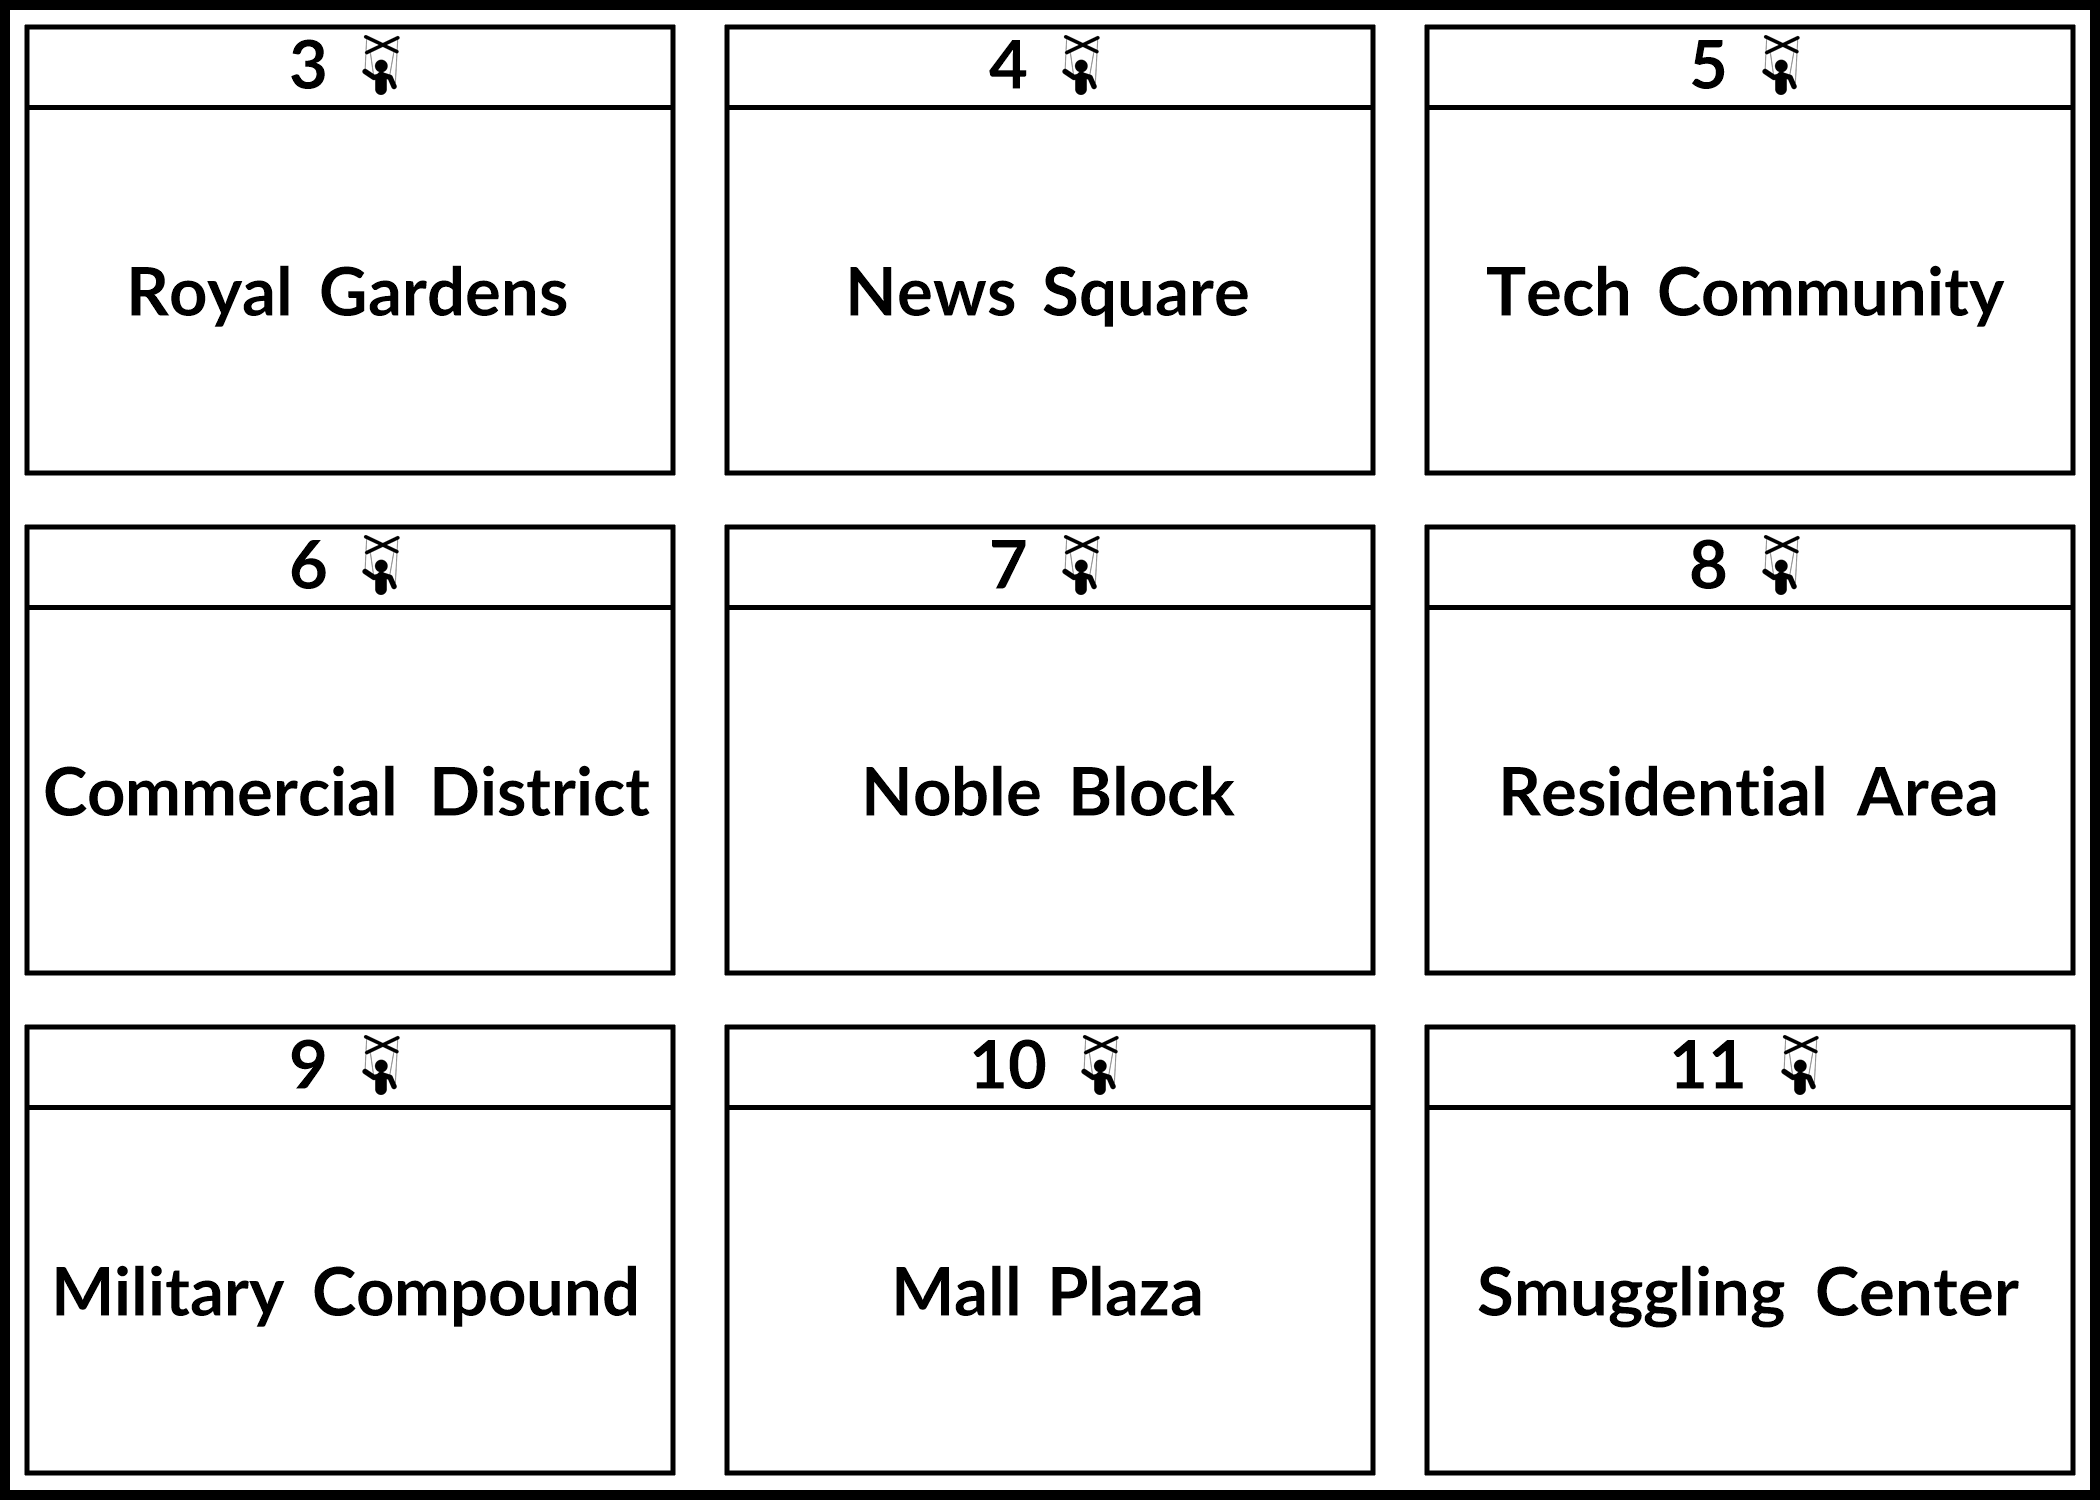 3
4
5
Royal Gardens
News Square
Tech Community
6
7
8
Commercial District
Noble Block
Residential Area
9
10
11
Military Compound
Mall Plaza
Smuggling Center